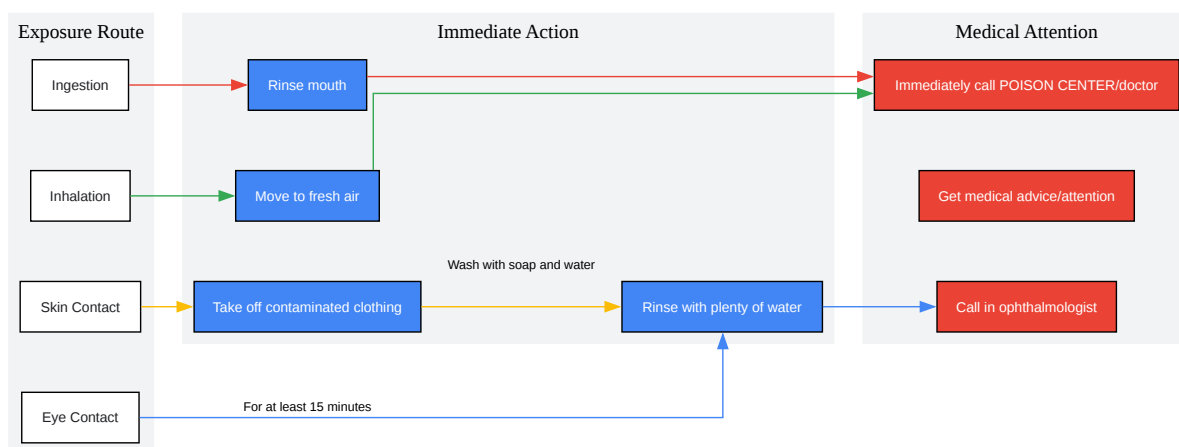 Exposure Route
Immediate Action
Medical Attention
Ingestion
Rinse mouth
Immediately call POISON CENTER/doctor
Inhalation
Move to fresh air
Get medical advice/attention
Wash with soap and water
Skin Contact
Take off contaminated clothing
Rinse with plenty of water
Call in ophthalmologist
For at least 15 minutes
Eye Contact